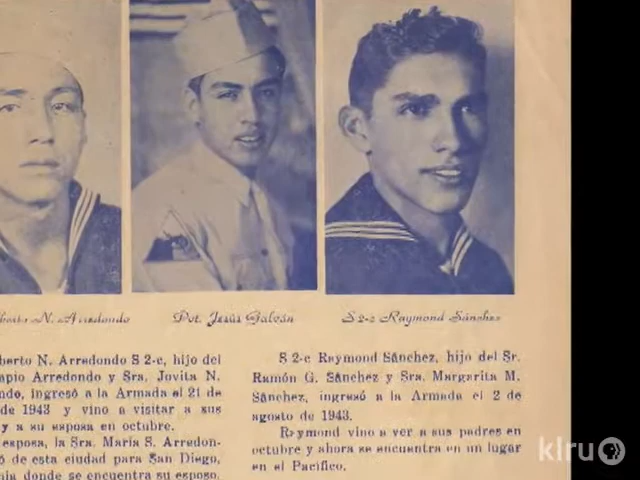 berto N. Arredondo
Pvt. Jesús Galván
S 2-c Raymond Sánchez
berto N. Arredondo S 2-c, hijo del
apio Arredondo y Sra. Jovita N.
ndo, ingresó a la Armada el 21 de
de 1943 y vino a visitar a sus
y a su esposa en octubre.
esposa, la Sra. María S. Arredon-
ó de esta ciudad para San Diego,
nia donde se encuentra su esposo.
S 2-c Raymond Sánchez, hijo del Sr.
Ramón G. Sánchez y Sra. Margarita M.
Sánchez, ingresó a la Armada el 2 de
agosto de 1943.
Raymond vino a ver a sus padres en
octubre y ahora se encuentra en un lugar
en el Pacífico.
klru